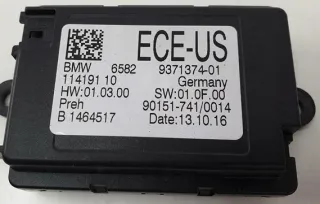 ECE-US
BMW 6582 9371374-01
114191 10 Germany
HW:01.03.00 SW:01.0F.00
Preh 90151-741/0014
B 1464517 Date:13.10.16